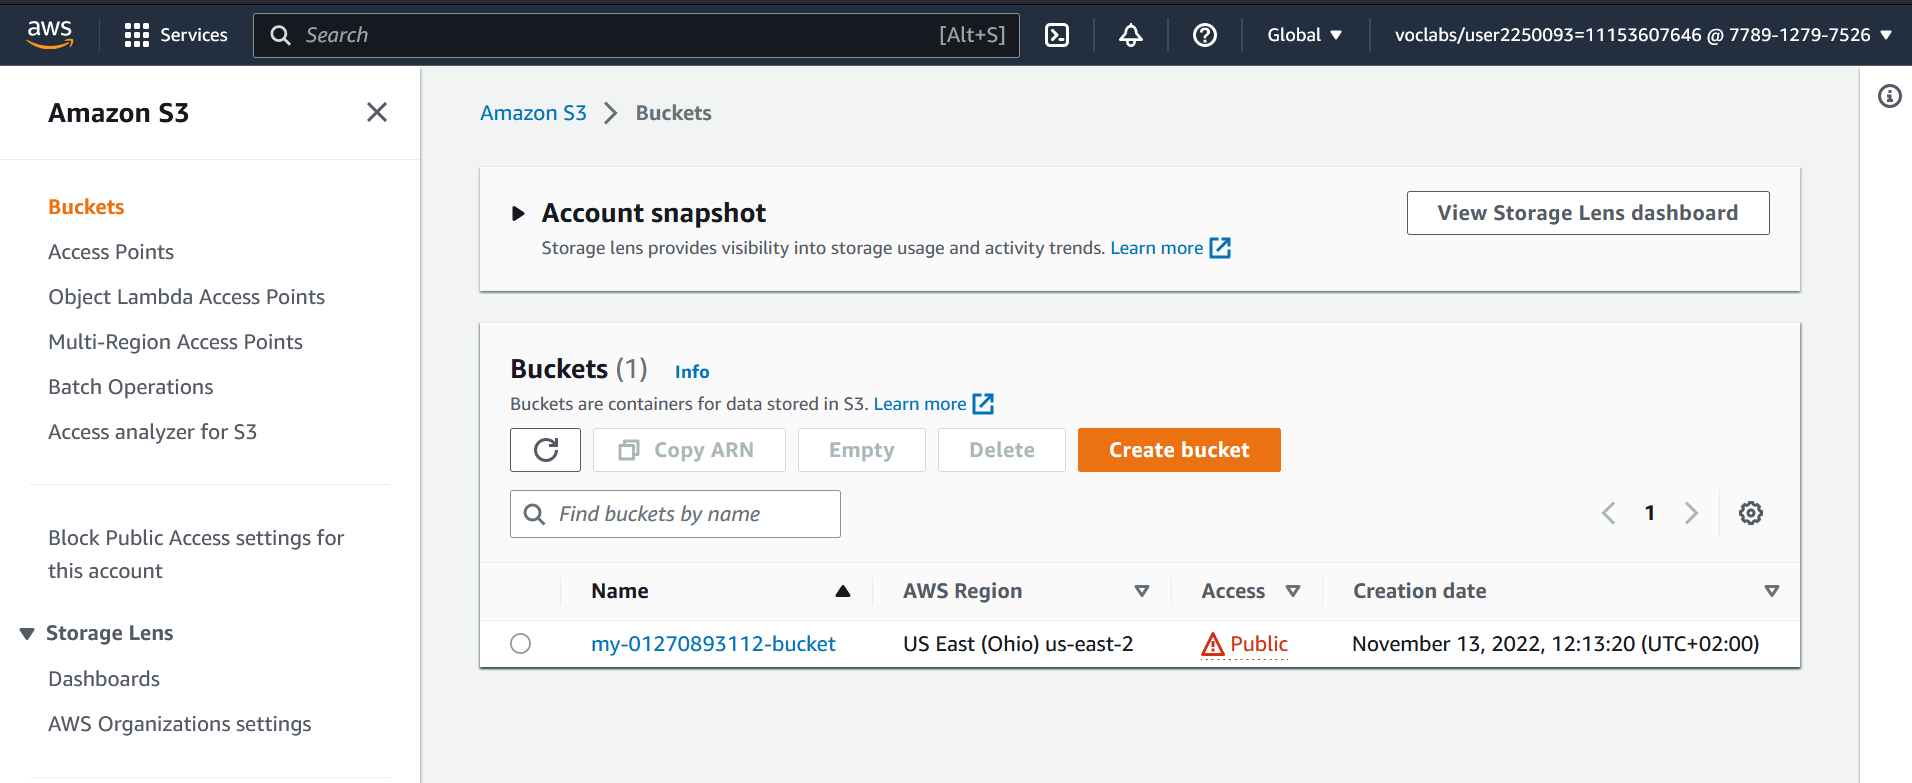 aws Services Search [Alt+S] Global voclabs/user2250093=11153607646 @ 7789-1279-7526
Amazon S3
Buckets
Access Points
Object Lambda Access Points
Multi-Region Access Points
Batch Operations
Access analyzer for S3
Block Public Access settings for
this account
Storage Lens
Dashboards
AWS Organizations settings
Amazon S3 Buckets
Account snapshot
Storage lens provides visibility into storage usage and activity trends. Learn more
View Storage Lens dashboard
Buckets (1) Info
Buckets are containers for data stored in S3. Learn more
Copy ARN Empty Delete Create bucket
Find buckets by name
1
Name AWS Region Access Creation date
my-01270893112-bucket US East (Ohio) us-east-2 Public November 13, 2022, 12:13:20 (UTC+02:00)